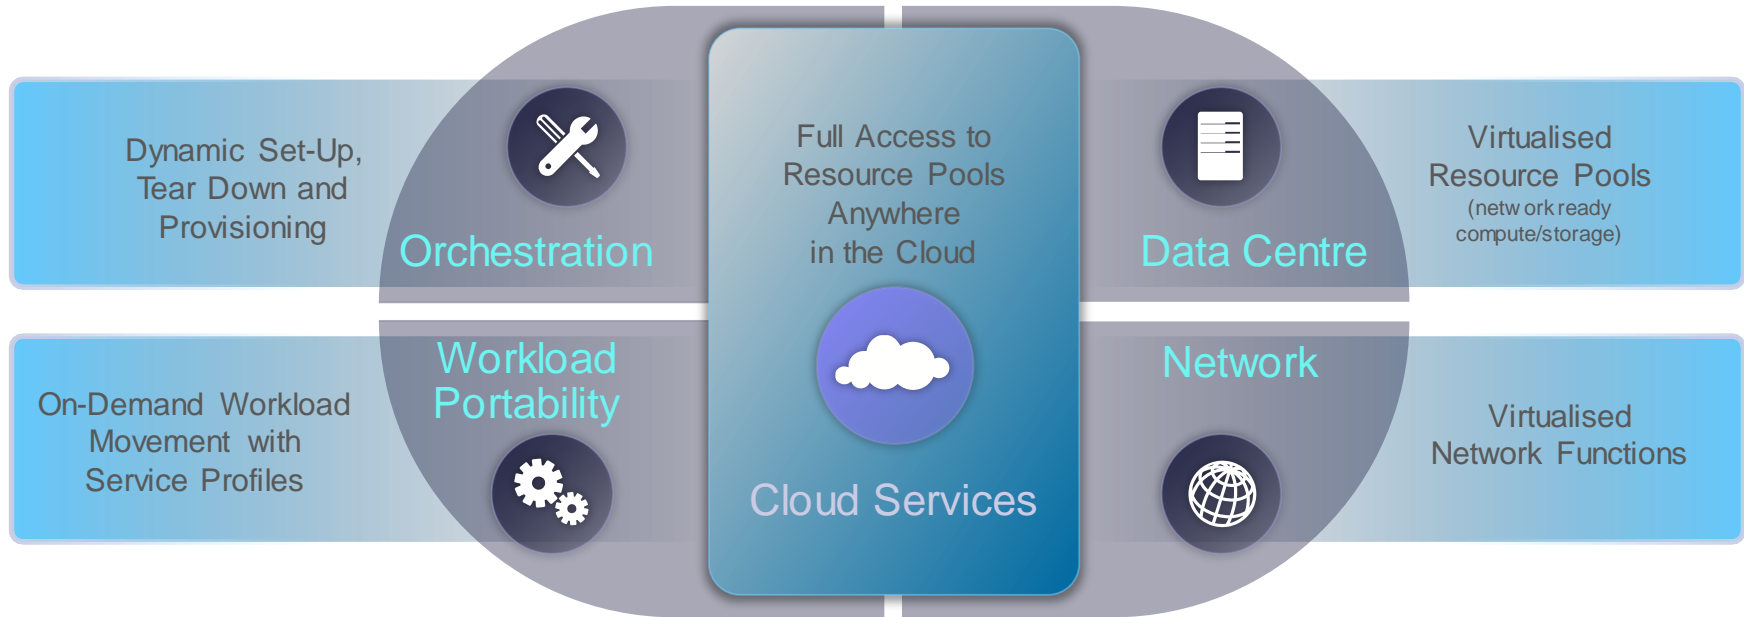 Dynamic Set-Up,
Tear Down and
Provisioning
Orchestration
On-Demand Workload
Movement with
Service Profiles
Workload
Portability
Full Access to
Resource Pools
Anywhere
in the Cloud
Cloud Services
Data Centre
Virtualised
Resource Pools
(network ready
compute/storage)
Network
Virtualised
Network Functions